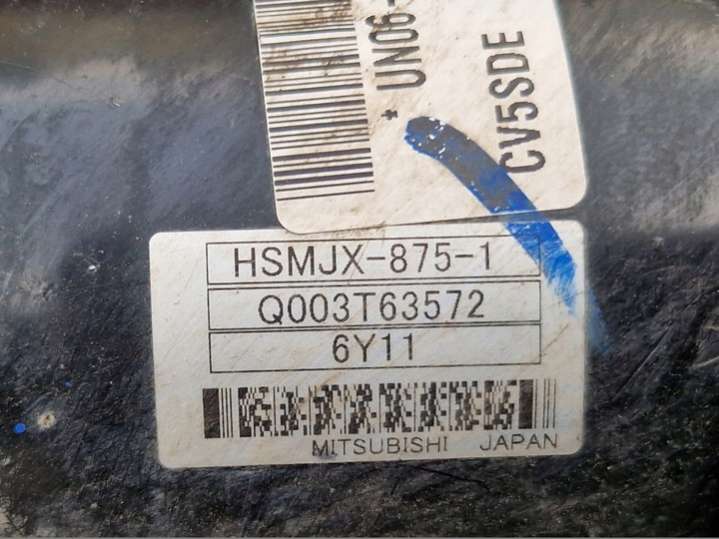 * UN06-
CV5SDE
HSMJX-875-1
Q003T63572
6Y11
MITSUBISHI JAPAN